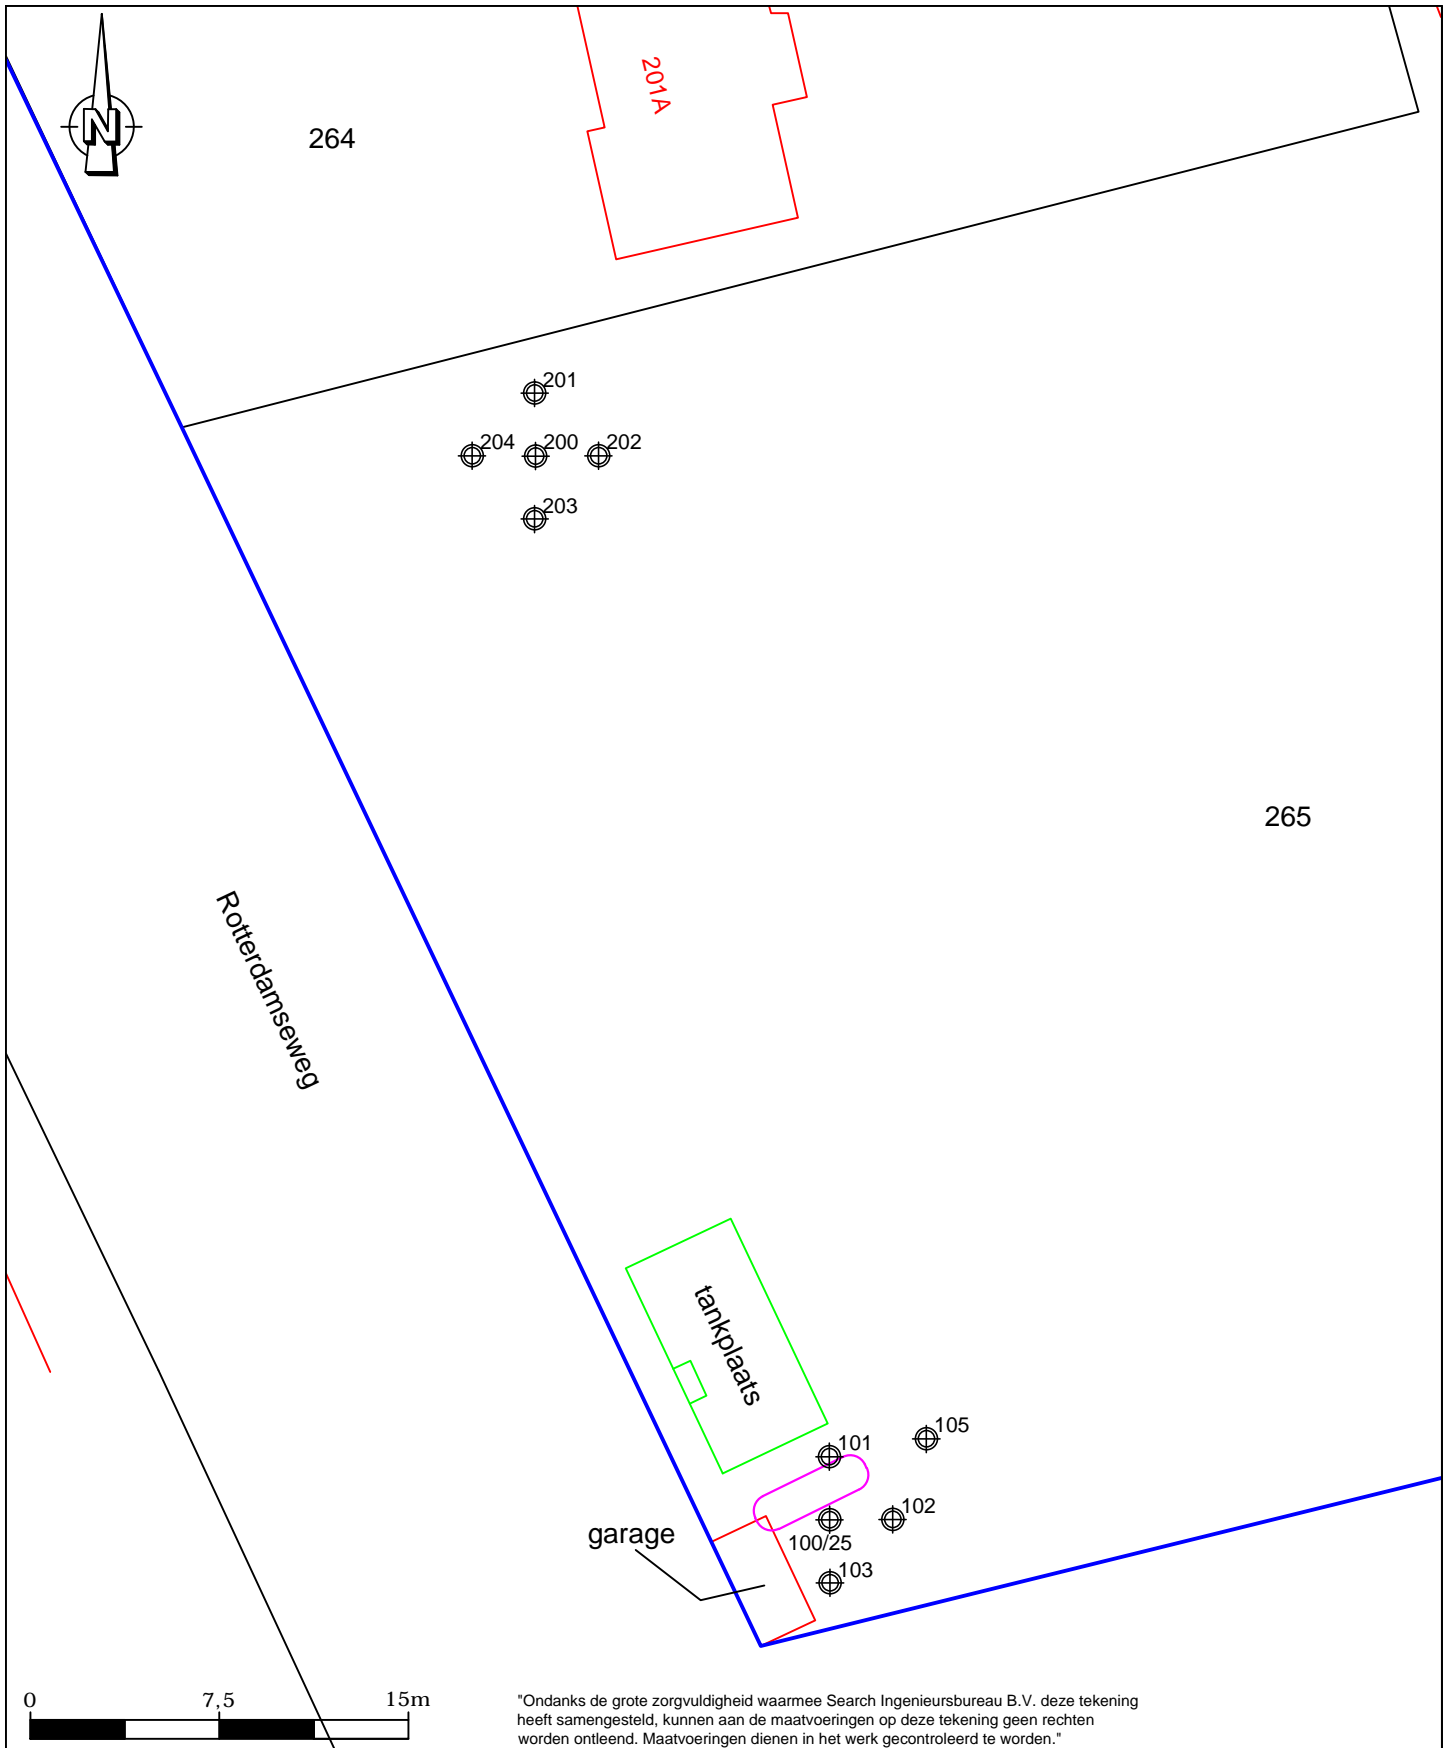 N
264
201A
201
204
200
202
203
265
Rotterdamseweg
tankplaats
105
101
102
100/25
garage
103
0
7,5
15m
"Ondanks de grote zorgvuldigheid waarmee Search Ingenieursbureau B.V. deze tekening
heeft samengesteld, kunnen aan de maatvoeringen op deze tekening geen rechten
worden ontleend. Maatvoeringen dienen in het werk gecontroleerd te worden."